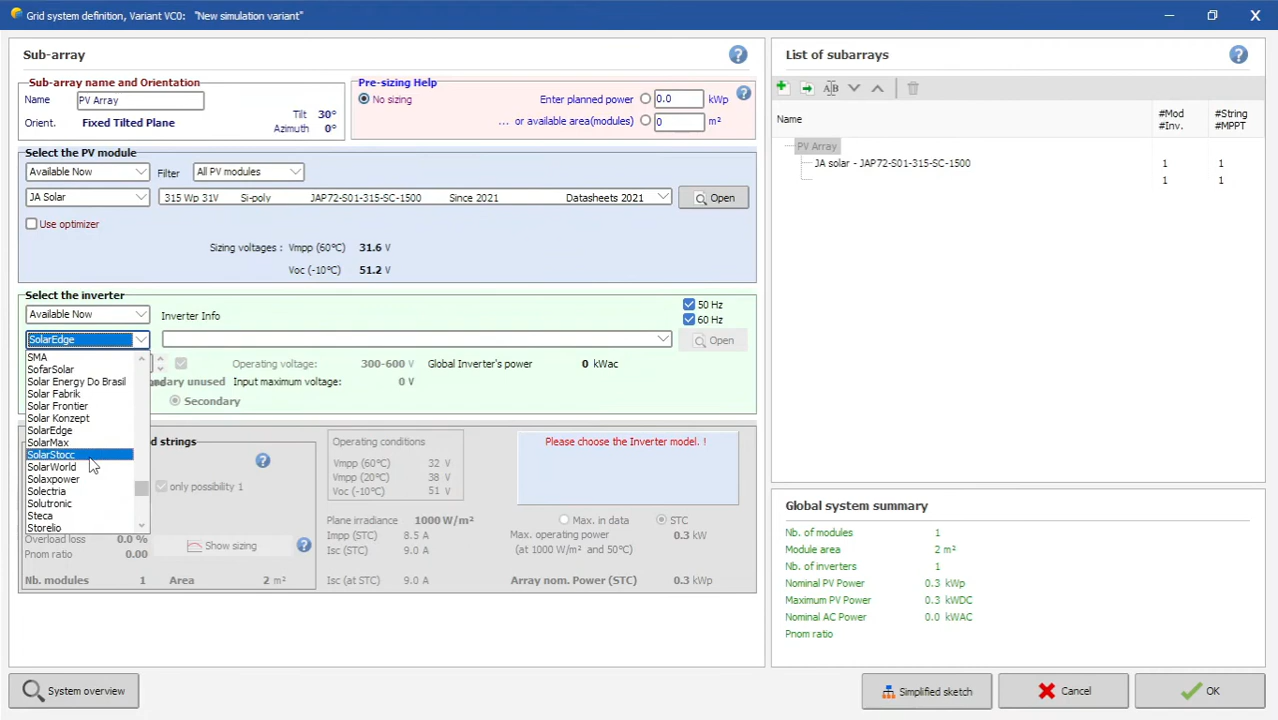 Grid system definition, Variant VC0: "New simulation variant"
Sub-array
List of subarrays
Sub-array name and Orientation
Name PV Array
Orient. Fixed Tilted Plane
Tilt 30°
Azimuth 0°
Pre-sizing Help
No sizing
Enter planned power 0.0 kWp
... or available area(modules) 0 m²
Name
#Mod #String
#Inv. #MPPT
PV Array
JA solar - JAP72-S01-315-SC-1500 1 1
1 1
Select the PV module
Available Now Filter All PV modules
JA Solar 315 Wp 31V Si-poly JAP72-S01-315-SC-1500 Since 2021 Datasheets 2021 Open
Use optimizer
Sizing voltages : Vmpp (60°C) 31.6 V
Voc (-10°C) 51.2 V
Select the inverter
Available Now Inverter Info
50 Hz
60 Hz
SolarEdge Open
Operating voltage: 300-600 V Global Inverter's power 0 kWac
Input maximum voltage: 0 V
Secondary unused
Secondary
SMA
SofarSolar
Solar Energy Do Brasil
Solar Fabrik
Solar Frontier
Solar Konzept
SolarEdge
SolarMax
SolarStocc
SolarWorld
Solaxpower
Solectria
Solutronic
Steca
Storelio
d strings
only possibility 1
Overload loss 0.0 %
Pnom ratio 0.00
Show sizing
Nb. modules 1 Area 2 m²
Operating conditions
Vmpp (60°C) 32 V
Vmpp (20°C) 38 V
Voc (-10°C) 51 V
Plane irradiance 1000 W/m²
Impp (STC) 8.5 A
Isc (STC) 9.0 A
Isc (at STC) 9.0 A
Please choose the Inverter model. !
Max. in data STC
Max. operating power 0.3 kW
(at 1000 W/m² and 50°C)
Array nom. Power (STC) 0.3 kWp
Global system summary
Nb. of modules 1
Module area 2 m²
Nb. of inverters 1
Nominal PV Power 0.3 kWp
Maximum PV Power 0.3 kWDC
Nominal AC Power 0.0 kWAC
Pnom ratio
System overview
Simplified sketch
Cancel
OK